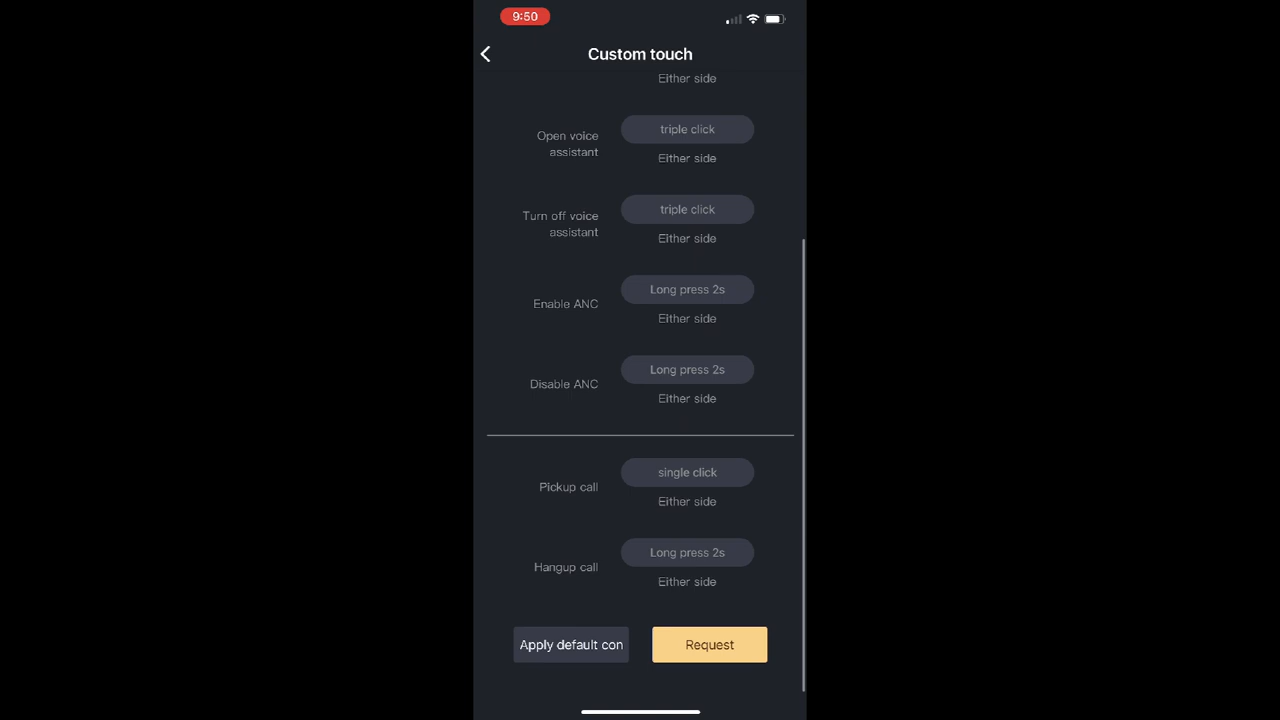 9:50
Custom touch
Either side
Open voice
assistant
triple click
Either side
Turn off voice
assistant
triple click
Either side
Enable ANC
Long press 2s
Either side
Disable ANC
Long press 2s
Either side
Pickup call
single click
Either side
Hangup call
Long press 2s
Either side
Apply default con
Request